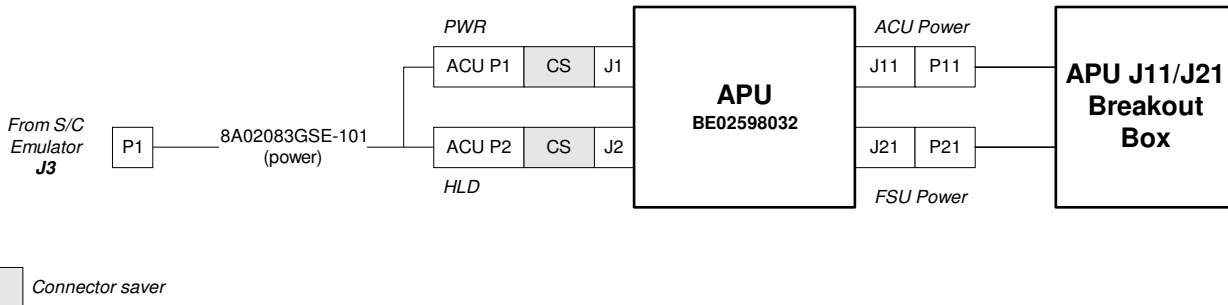 PWR
ACU Power
ACU P1 CS J1
J11 P11
APU
BE02598032
APU J11/J21
Breakout
Box
From S/C
Emulator
J3
P1
8A02083GSE-101
(power)
ACU P2 CS J2
J21 P21
HLD
FSU Power
Connector saver